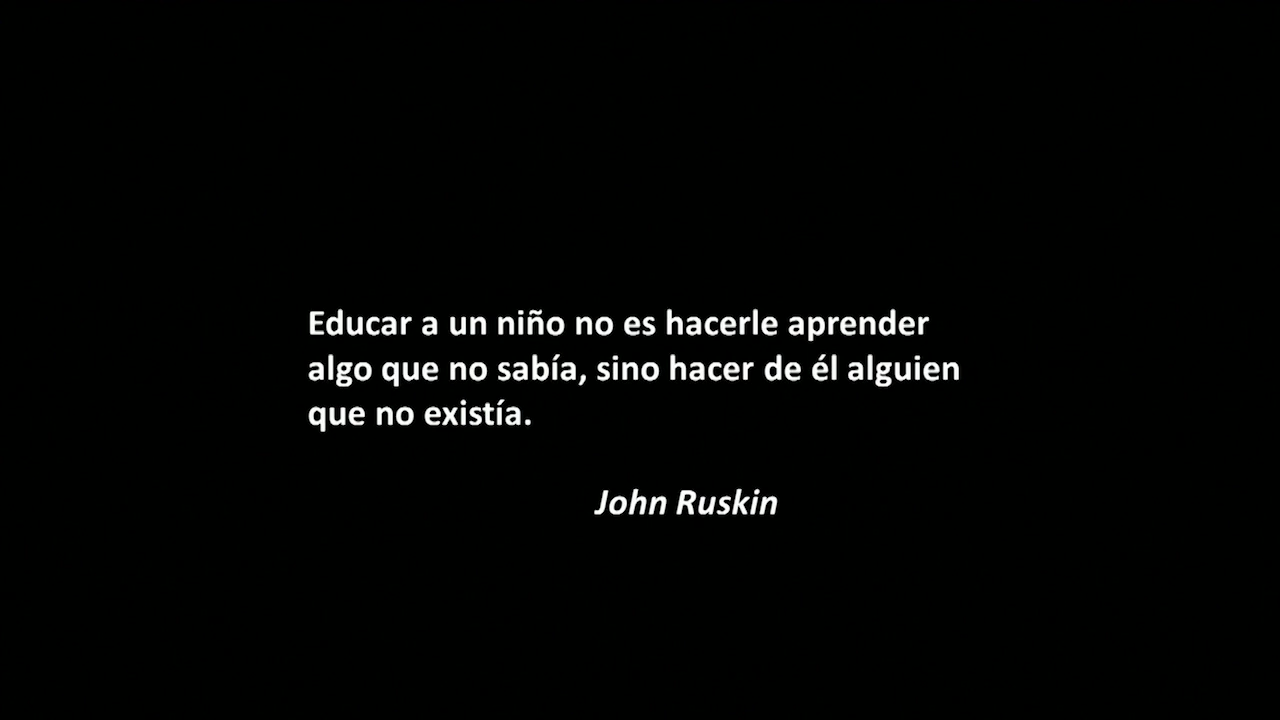 Educar a un niño no es hacerle aprender
algo que no sabía, sino hacer de él alguien
que no existía.
John Ruskin